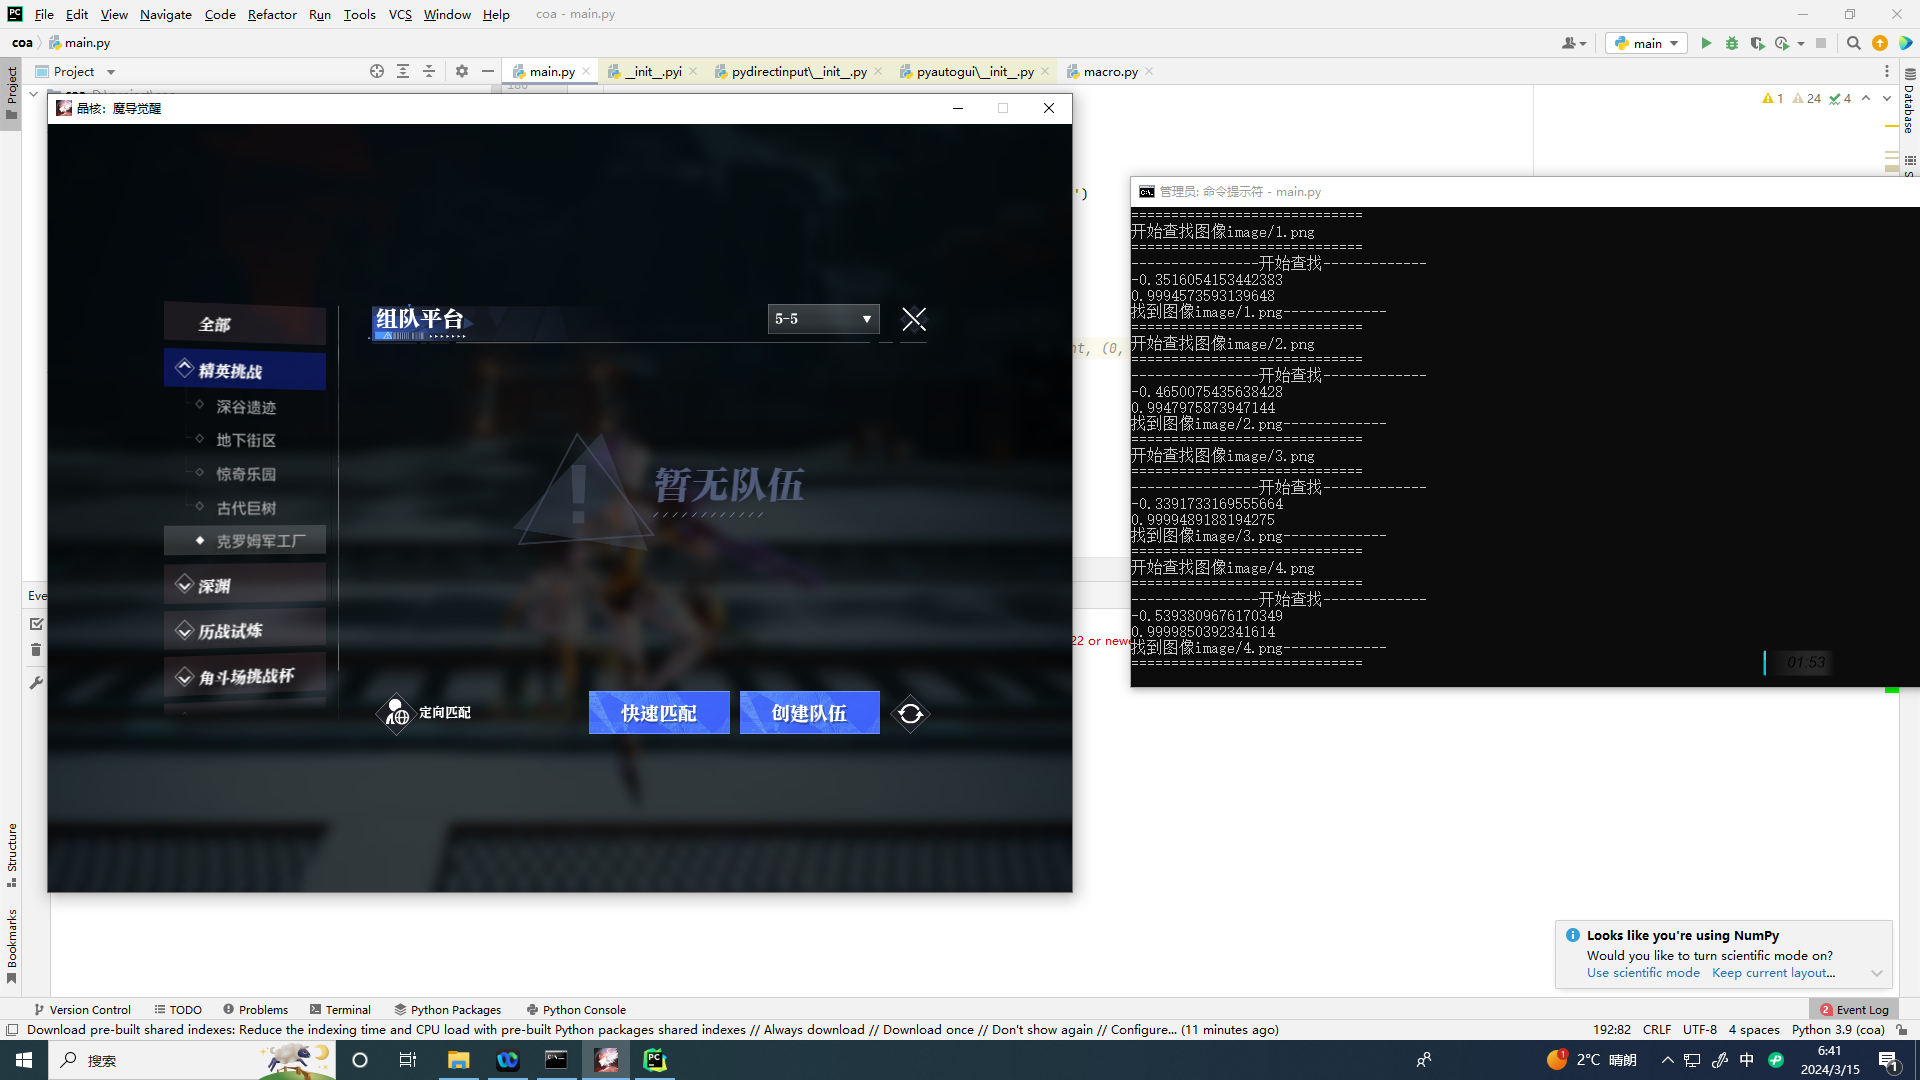 File Edit View Navigate Code Refactor Run Tools VCS Window Help coa - main.py
coa main.py
main
Project
main.py __init__.pyi pydirectinput\__init__.py pyautogui\__init__.py macro.py
1 24 4
Project
Database
晶核：魔导觉醒
')
管理员: 命令提示符 - main.py
=============================
开始查找图像image/1.png
=============================
----------------开始查找-------------
-0.3516054153442383
0.9994573593139648
找到图像image/1.png-------------
=============================
开始查找图像image/2.png
=============================
----------------开始查找-------------
-0.4650075435638428
0.9947975873947144
找到图像image/2.png-------------
=============================
开始查找图像image/3.png
=============================
----------------开始查找-------------
-0.3391733169555664
0.9999489188194275
找到图像image/3.png-------------
=============================
开始查找图像image/4.png
=============================
----------------开始查找-------------
-0.5393809676170349
0.9999850392341614
找到图像image/4.png-------------
=============================
01:53
nt, (0,
22 or newe
全部
精英挑战
深谷遗迹
地下街区
惊奇乐园
古代巨树
克罗姆军工厂
深渊
历战试炼
角斗场挑战杯
组队平台
5-5
暂无队伍
定向匹配
快速匹配
创建队伍
Eve
Structure
Bookmarks
Looks like you're using NumPy
Would you like to turn scientific mode on?
Use scientific mode Keep current layout...
Version Control TODO Problems Terminal Python Packages Python Console
2 Event Log
Download pre-built shared indexes: Reduce the indexing time and CPU load with pre-built Python packages shared indexes // Always download // Download once // Don't show again // Configure... (11 minutes ago)
192:82 CRLF UTF-8 4 spaces Python 3.9 (coa)
搜索
1
2°C 晴朗
中
6:41
2024/3/15
1